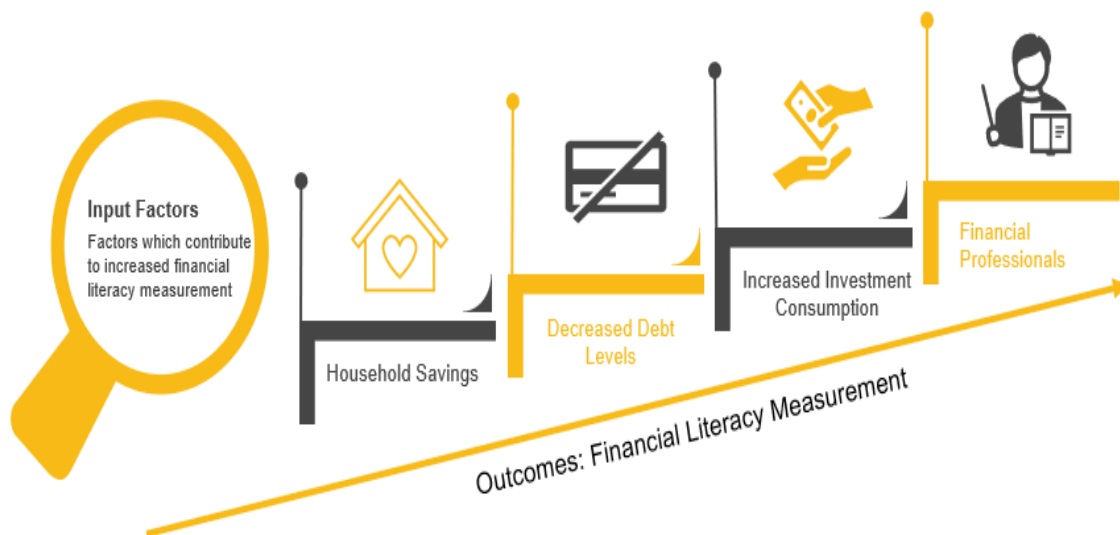 Input Factors
Factors which contribute
to increased financial
literacy measurement
Household Savings
Decreased Debt
Levels
Increased Investment
Consumption
Financial
Professionals
Outcomes: Financial Literacy Measurement